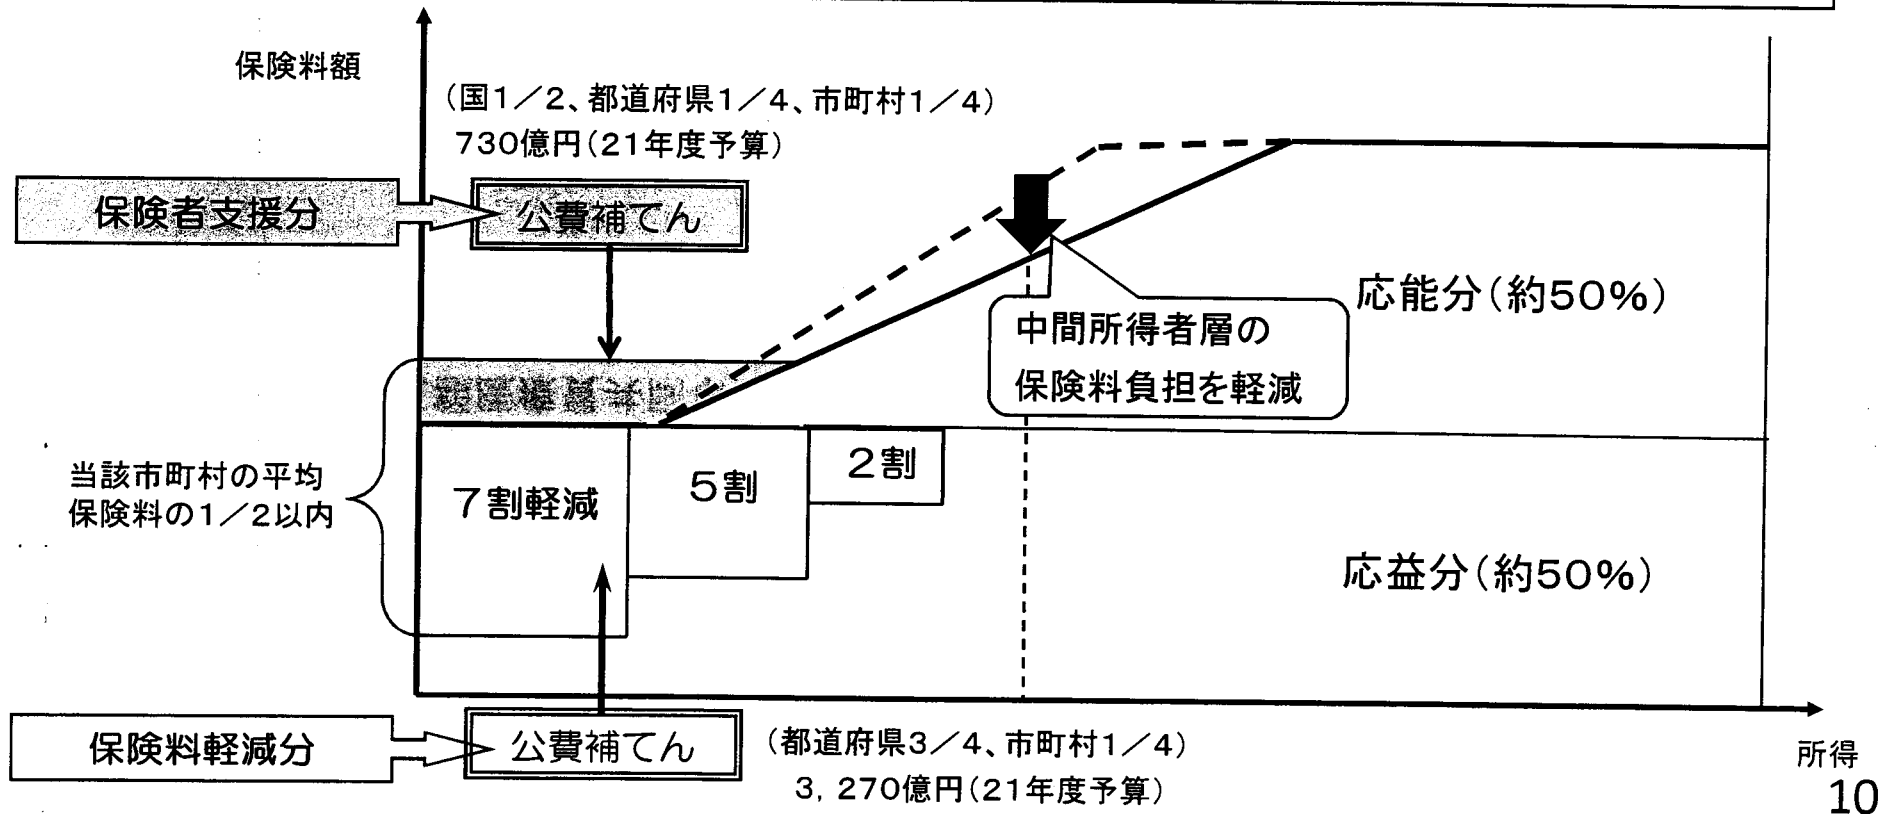 保険料額
(国1／2、都道府県1／4、市町村1／4)
730億円(21年度予算)
保険者支援分
公費補てん
応能分(約50%)
中間所得者層の
保険料負担を軽減
当該市町村の平均
保険料の1／2以内
7割軽減
5割
2割
応益分(約50%)
保険料軽減分
公費補てん
(都道府県3／4、市町村1／4)
3,270億円(21年度予算)
所得
10